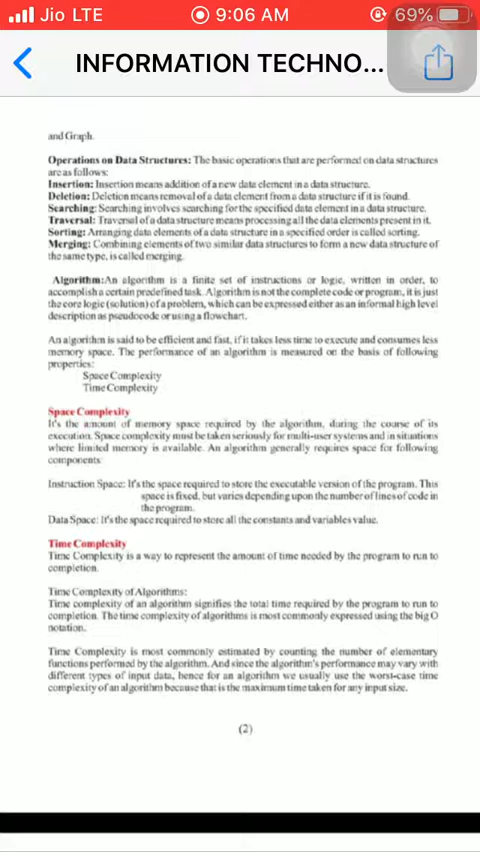 Jio LTE 9:06 AM 69%
INFORMATION TECHNO...
and Graph.
Operations on Data Structures: The basic operations that are performed on data structures
are as follows:
Insertion: Insertion means addition of a new data element in a data structure.
Deletion: Deletion means removal of a data element from a data structure if it is found.
Searching: Searching involves searching for the specified data element in a data structure.
Traversal: Traversal of a data structure means processing all the data elements present in it.
Sorting: Arranging data elements of a data structure in a specified order is called sorting.
Merging: Combining elements of two similar data structures to form a new data structure of
the same type, is called merging.
Algorithm:An algorithm is a finite set of instructions or logic, written in order, to
accomplish a certain predefined task. Algorithm is not the complete code or program, it is just
the core logic (solution) of a problem, which can be expressed either as an informal high level
description as pseudocode or using a flowchart.
An algorithm is said to be efficient and fast, if it takes less time to execute and consumes less
memory space. The performance of an algorithm is measured on the basis of following
properties:
Space Complexity
Time Complexity
Space Complexity
It's the amount of memory space required by the algorithm, during the course of its
execution. Space complexity must be taken seriously for multi-user systems and in situations
where limited memory is available. An algorithm generally requires space for following
components
Instruction Space: It's the space required to store the executable version of the program. This
space is fixed, but varies depending upon the number of lines of code in
the program.
Data Space: It's the space required to store all the constants and variables value.
Time Complexity
Time Complexity is a way to represent the amount of time needed by the program to run to
completion.
Time Complexity of Algorithms:
Time complexity of an algorithm signifies the total time required by the program to run to
completion. The time complexity of algorithms is most commonly expressed using the big O
notation.
Time Complexity is most commonly estimated by counting the number of elementary
functions performed by the algorithm. And since the algorithm's performance may vary with
different types of input data, hence for an algorithm we usually use the worst-case time
complexity of an algorithm because that is the maximum time taken for any input size.
(2)